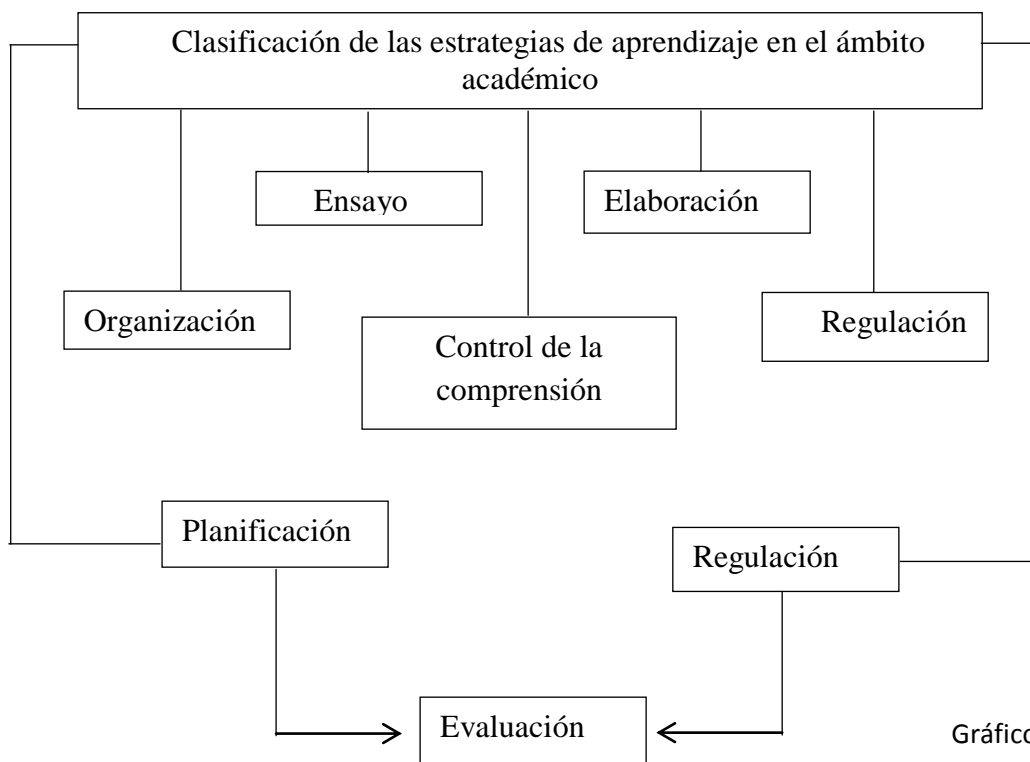 Clasificación de las estrategias de aprendizaje en el ámbito
académico
Ensayo
Elaboración
Organización
Regulación
Control de la
comprensión
Planificación
Regulación
Evaluación
Gráfico